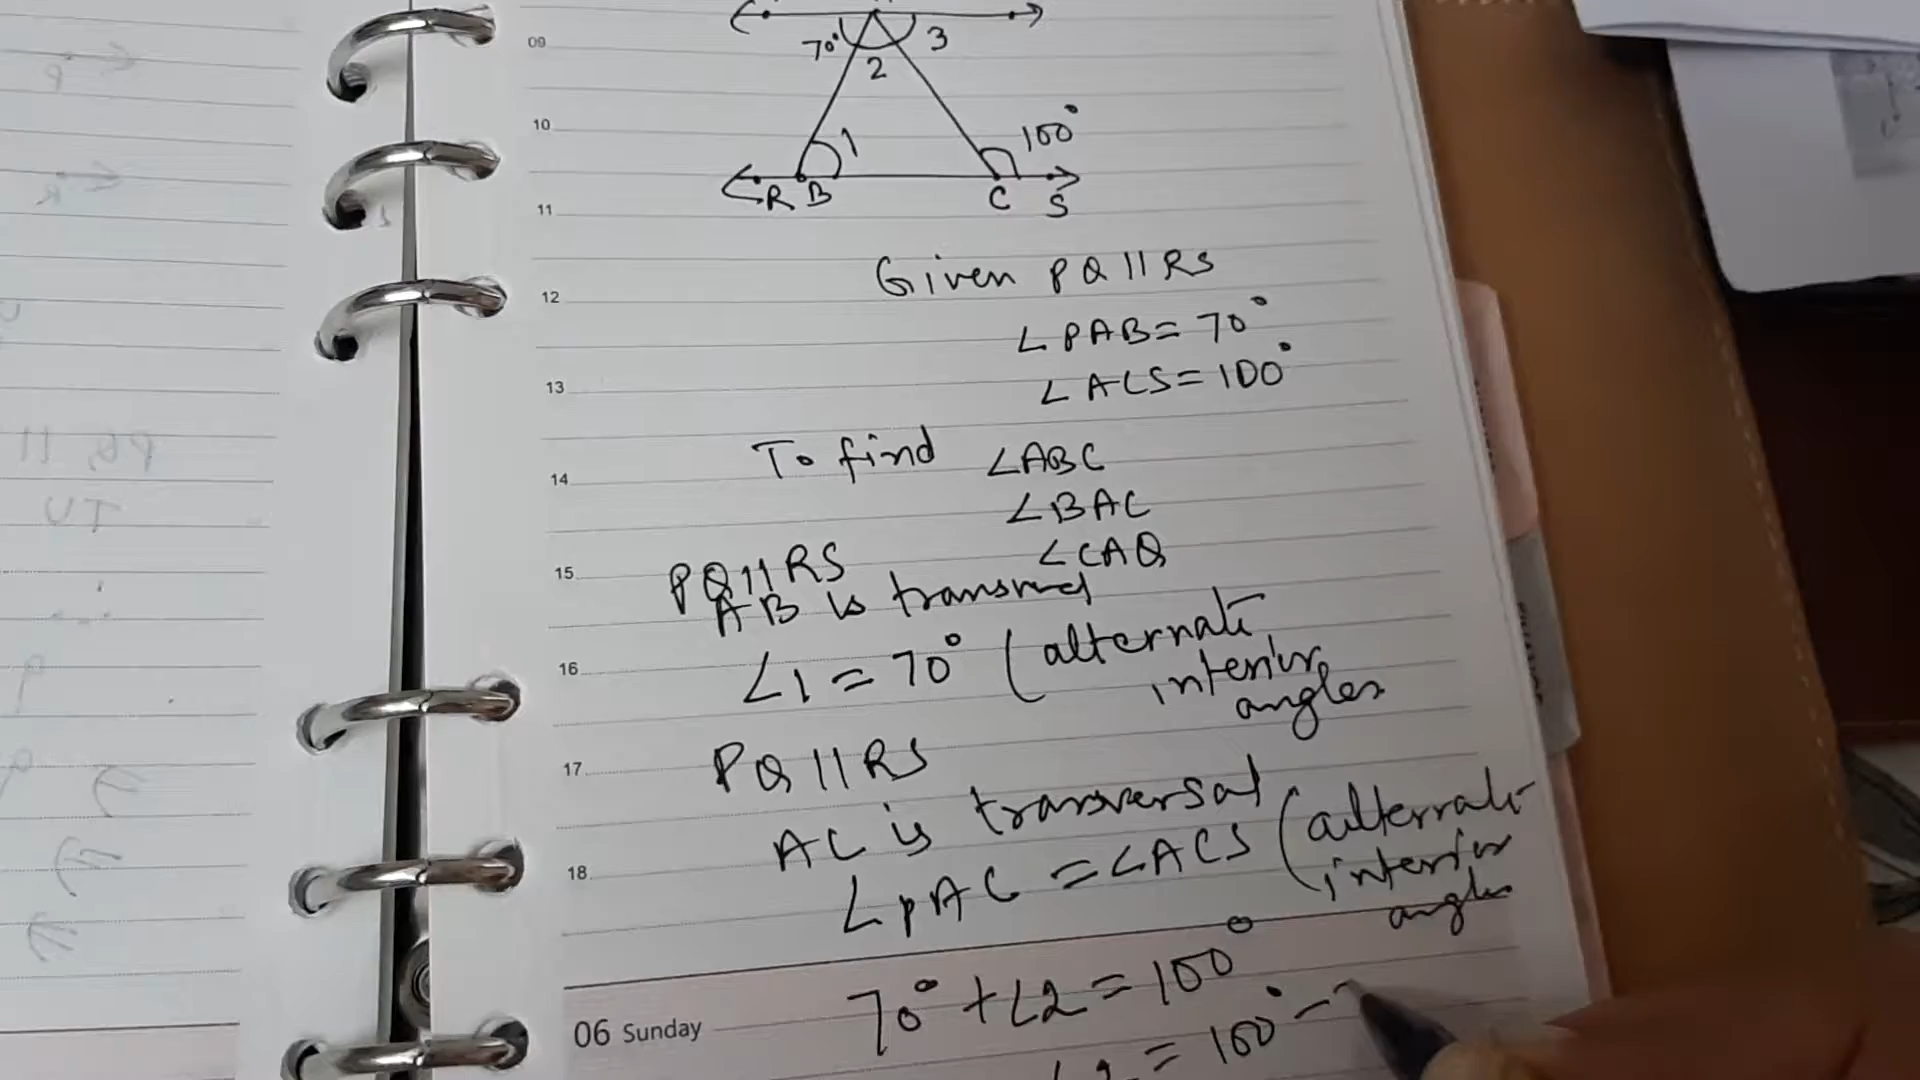 09
70° 2 3
10
1 100°
R B C S
11
Given PQ || RS
12
∠PAB = 70°
∠ACS = 100°
13
To find ∠ABC
14
∠BAC
∠CAQ
15
PQ || RS
AB is
∠1 = 70° (alternate
16
interior
angles
PQ || RS
17
AC is transversal
∠PAC = ∠ACS (alternate
18
interior
angles
70° + ∠2 = 100°
06 Sunday
= 100° -